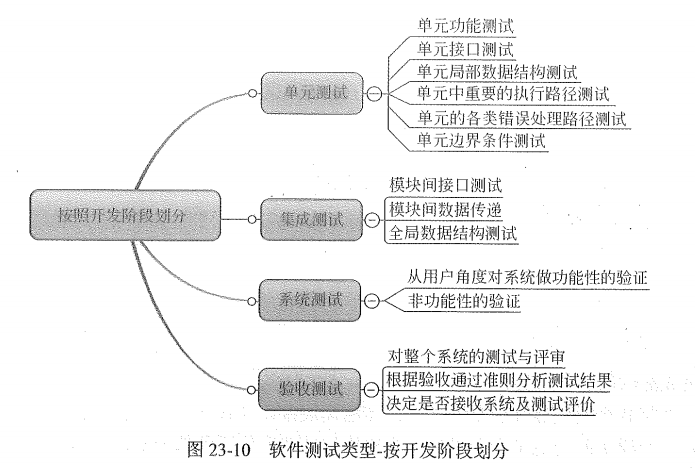 单元功能测试
单元接口测试
单元局部数据结构测试
单元测试
单元中重要的执行路径测试
单元的各类错误处理路径测试
单元边界条件测试
模块间接口测试
按照开发阶段划分
集成测试
模块间数据传递
全局数据结构测试
从用户角度对系统做功能性的验证
系统测试
非功能性的验证
对整个系统的测试与评审
验收测试
根据验收通过准则分析测试结果
决定是否接收系统及测试评价
图 23-10 软件测试类型-按开发阶段划分